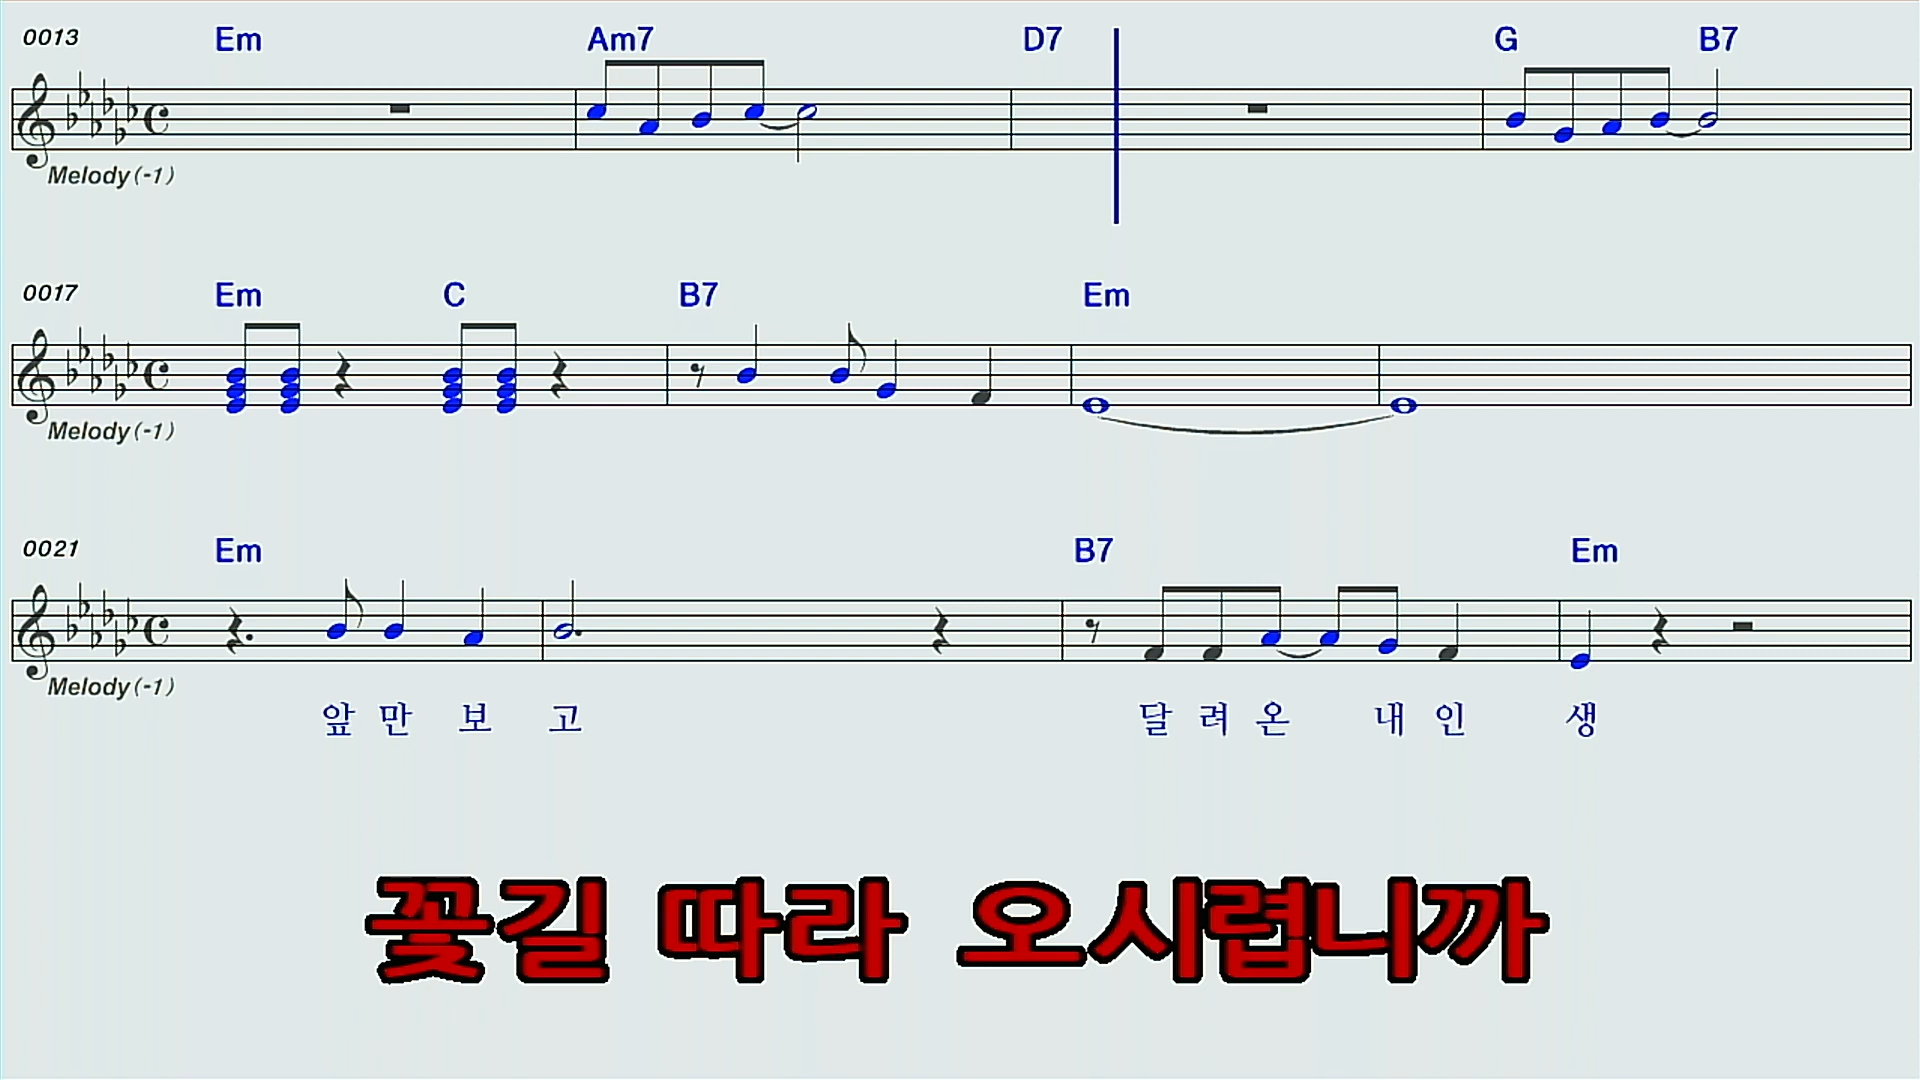 0013 Em Am7 D7 G B7
Melody(-1)
0017 Em C B7 Em
Melody(-1)
0021 Em B7 Em
Melody(-1)
앞 만 보 고 달 려 온 내 인 생
꽃길 따라 오시렵니까